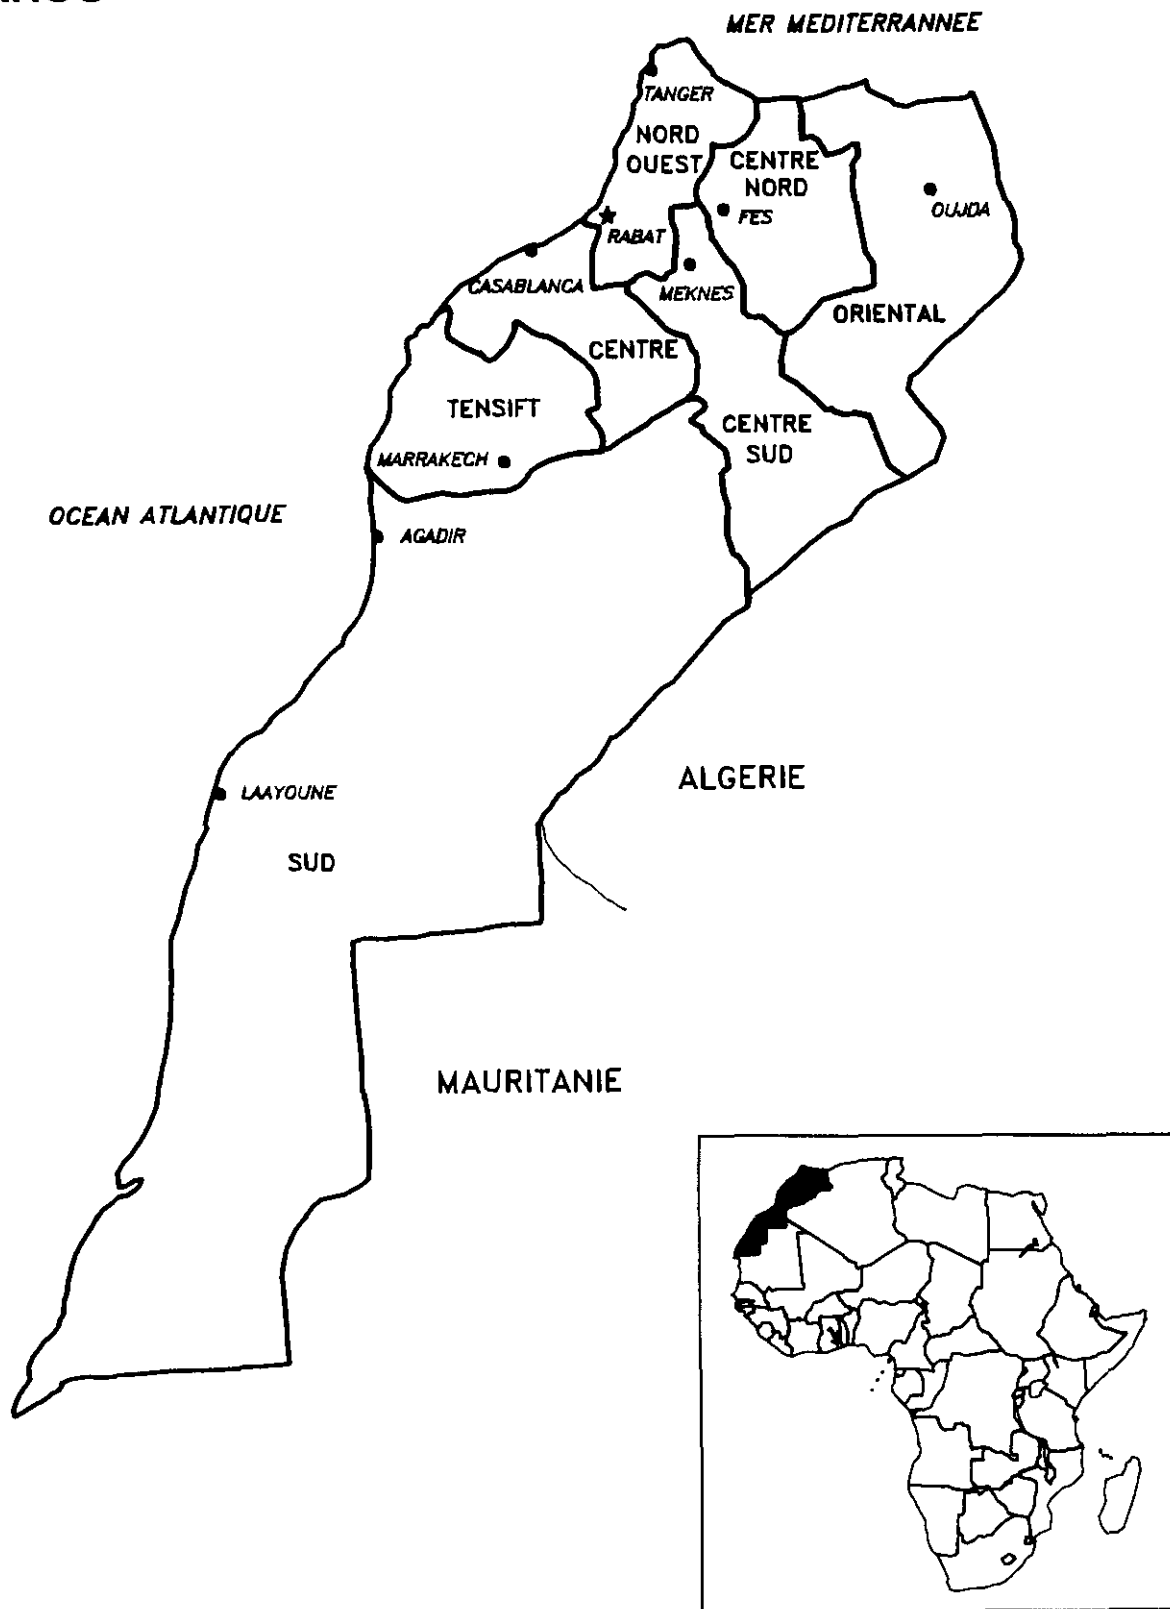 MER MEDITERRANNEE
TANGER
NORD
OUEST
CENTRE
NORD
FES
OUJDA
RABAT
CASABLANCA
MEKNES
ORIENTAL
CENTRE
TENSIFT
CENTRE
SUD
MARRAKECH
OCEAN ATLANTIQUE
AGADIR
ALGERIE
LAAYOUNE
SUD
MAURITANIE